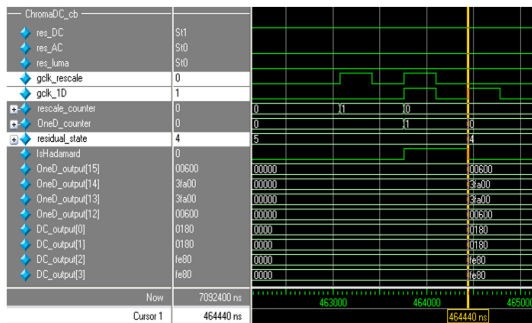 ChromaDC_cb
res_DC St1
res_AC St0
res_luma St0
gclk_rescale 0
gclk_1D 1
rescale_counter 0 0 1 0
OneD_counter 0 0 1 0
residual_state 4 5 4
IsHadamard 0
OneD_output[15] 00600 00000 00600
OneD_output[14] 3fa00 00000 3fa00
OneD_output[13] 3fa00 00000 3fa00
OneD_output[12] 00600 00000 00600
DC_output[0] 0180 0000 0180
DC_output[1] 0180 0000 0180
DC_output[2] fe80 0000 fe80
DC_output[3] fe80 0000 fe80
Now 7092400 ns 463000 464000 465000
Cursor 1 464440 ns 464440 ns